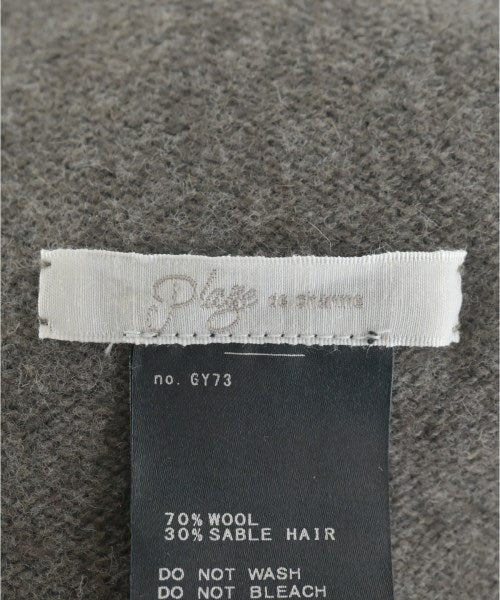 Plage
no. GY73
70% WOOL
30% SABLE HAIR
DO NOT WASH
DO NOT BLEACH